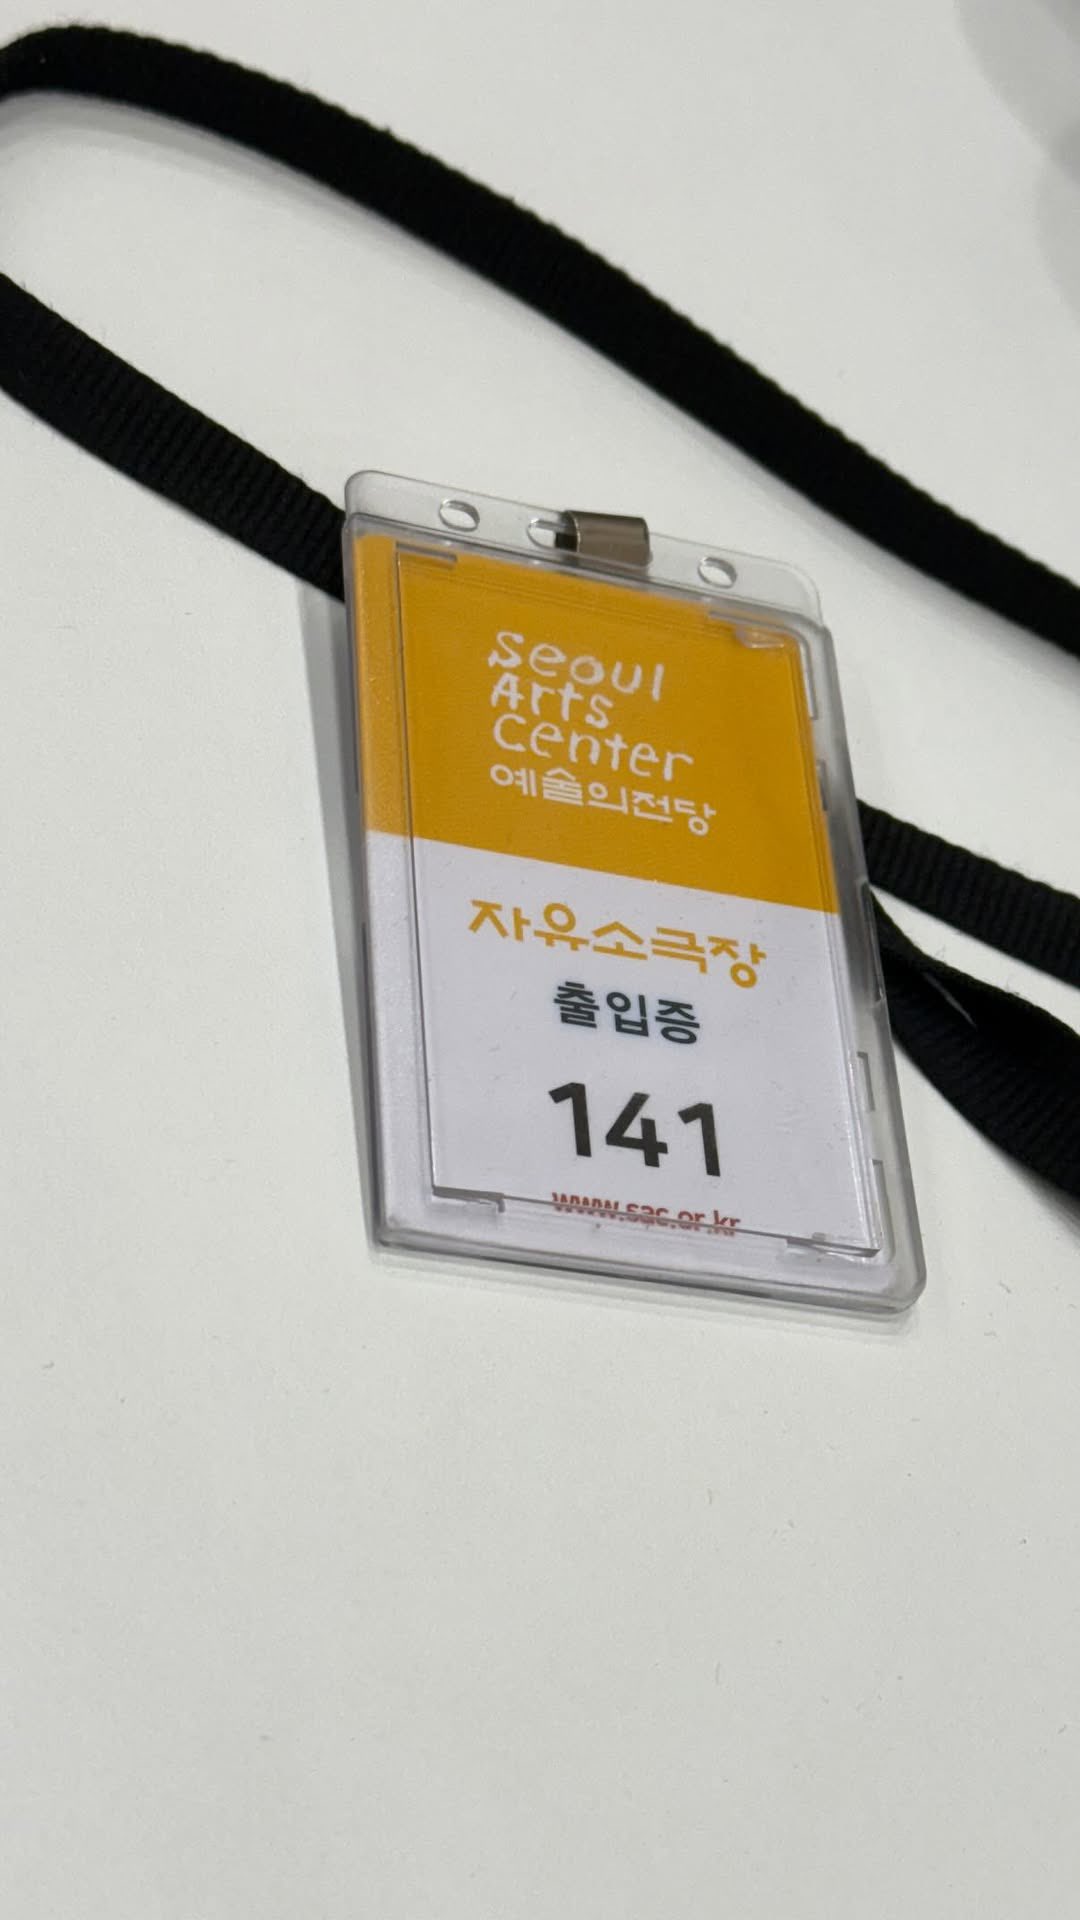 Seoul
Arts
Center
예술의전당
자유소극장
출입증
141
www.sac.or.kr